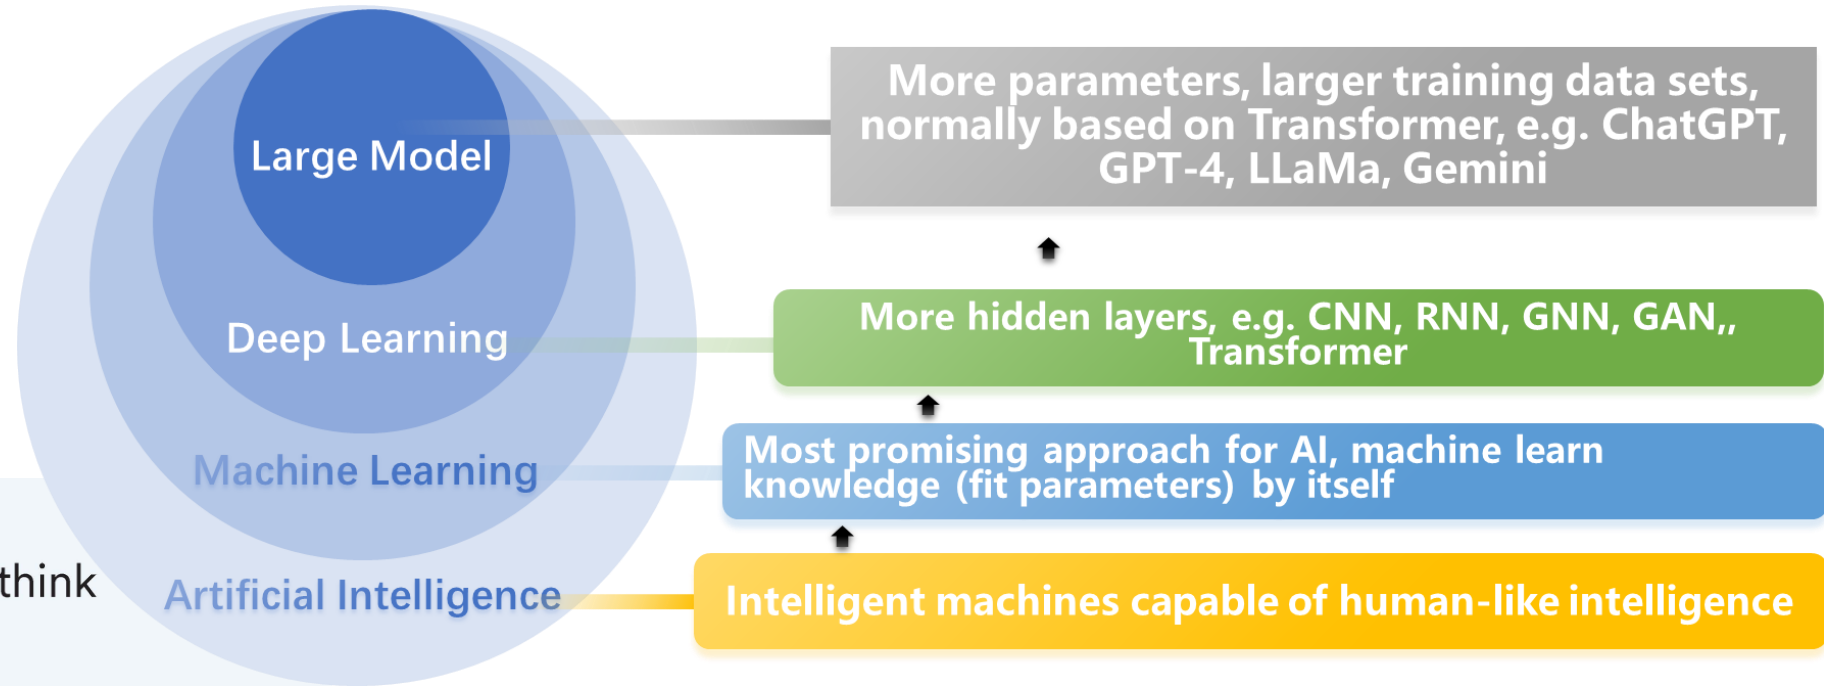 Large Model
More parameters, larger training data sets,
normally based on Transformer, e.g. ChatGPT,
GPT-4, LLaMa, Gemini
Deep Learning
More hidden layers, e.g. CNN, RNN, GNN, GAN,,
Transformer
Machine Learning
Most promising approach for AI, machine learn
knowledge (fit parameters) by itself
think
Artificial Intelligence
Intelligent machines capable of human-like intelligence